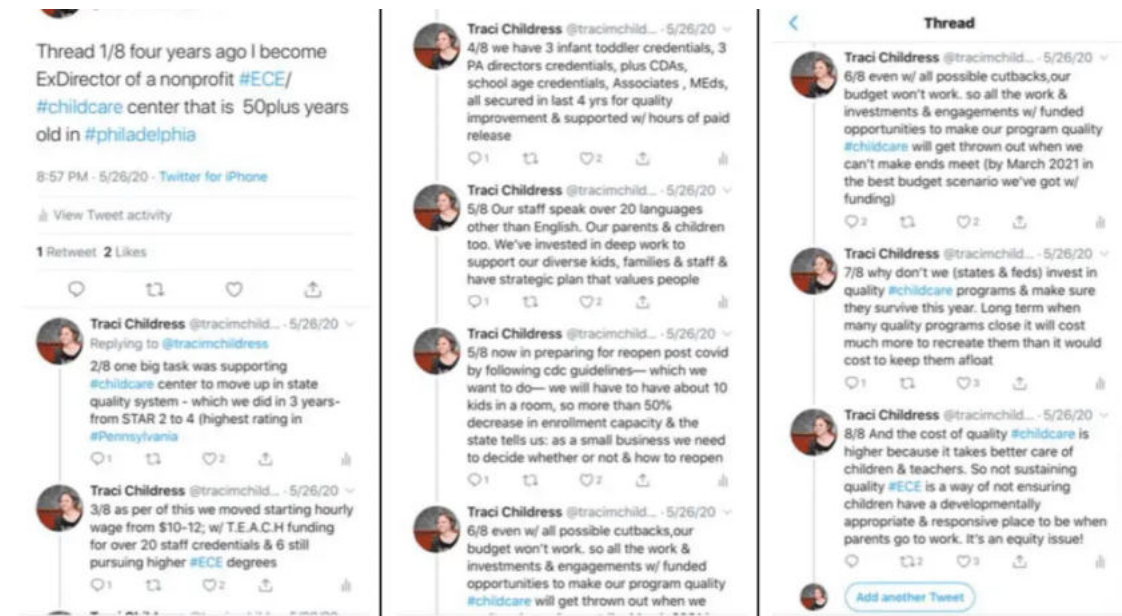 Thread 1/8 four years ago I become
ExDirector of a nonprofit #ECE/
#childcare center that is 50plus years
old in #philadelphia
8:57 PM · 5/26/20 · Twitter for iPhone
View Tweet activity
1 Retweet 2 Likes
Traci Childress @tracimchild... · 5/26/20
Replying to @tracimchildress
2/8 one big task was supporting
#childcare center to move up in state
quality system - which we did in 3 years-
from STAR 2 to 4 (highest rating in
#Pennsylvania
1 2
Traci Childress @tracimchild... · 5/26/20
3/8 as per of this we moved starting hourly
wage from $10-12; w/ T.E.A.C.H funding
for over 20 staff credentials & 6 still
pursuing higher #ECE degrees
1 2
Traci Childress @tracimchild... · 5/26/20
4/8 we have 3 infant toddler credentials, 3
PA directors credentials, plus CDAs,
school age credentials, Associates , MEds,
all secured in last 4 yrs for quality
improvement & supported w/ hours of paid
release
1 2
Traci Childress @tracimchild... · 5/26/20
5/8 Our staff speak over 20 languages
other than English. Our parents & children
too. We've invested in deep work to
support our diverse kids, families & staff &
have strategic plan that values people
1 2
Traci Childress @tracimchild... · 5/26/20
5/8 now in preparing for reopen post covid
by following cdc guidelines— which we
want to do— we will have to have about 10
kids in a room, so more than 50%
decrease in enrollment capacity & the
state tells us: as a small business we need
to decide whether or not & how to reopen
1 2
Traci Childress @tracimchild... · 5/26/20
6/8 even w/ all possible cutbacks,our
budget won't work. so all the work &
investments & engagements w/ funded
opportunities to make our program quality
#childcare will get thrown out when we
Thread
Traci Childress @tracimchild... · 5/26/20
6/8 even w/ all possible cutbacks,our
budget won't work. so all the work &
investments & engagements w/ funded
opportunities to make our program quality
#childcare will get thrown out when we
can't make ends meet (by March 2021 in
the best budget scenario we've got w/
funding)
2 2
Traci Childress @tracimchild... · 5/26/20
7/8 why don't we (states & feds) invest in
quality #childcare programs & make sure
they survive this year. Long term when
many quality programs close it will cost
much more to recreate them than it would
cost to keep them afloat
1 3
Traci Childress @tracimchild... · 5/26/20
8/8 And the cost of quality #childcare is
higher because it takes better care of
children & teachers. So not sustaining
quality #ECE is a way of not ensuring
children have a developmentally
appropriate & responsive place to be when
parents go to work. It's an equity issue!
2 3
Add another Tweet